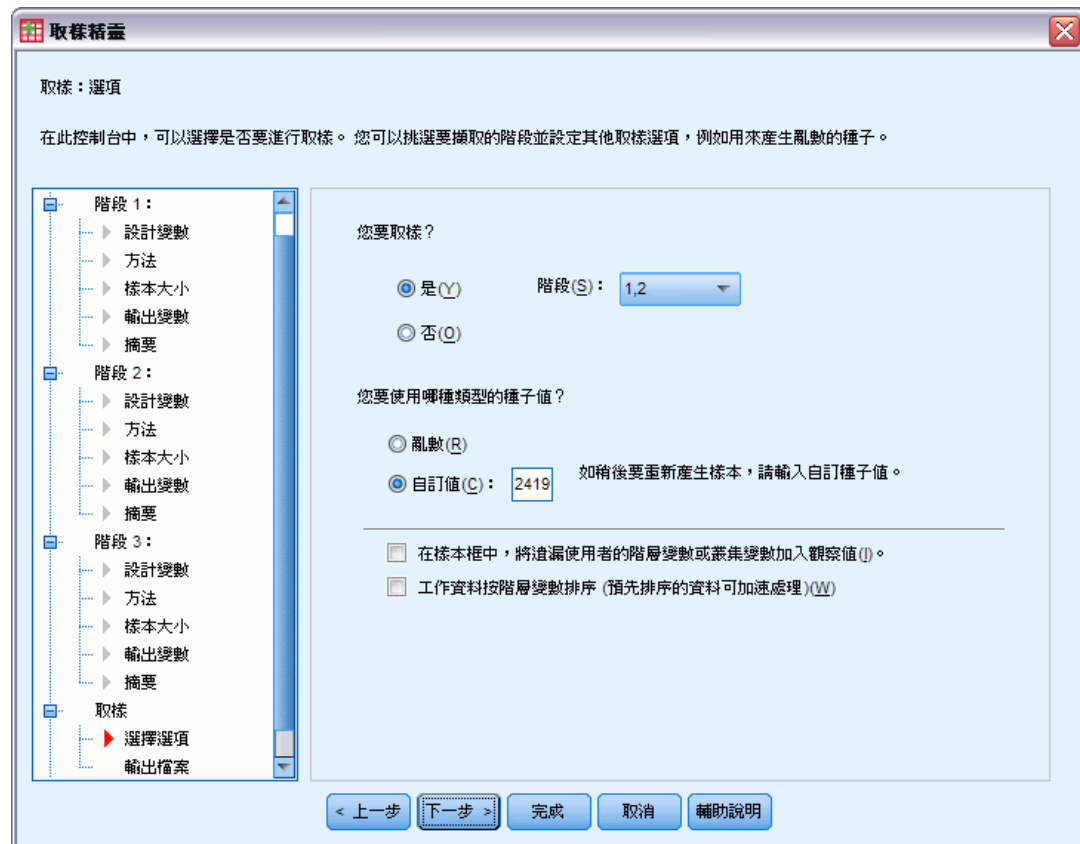 取樣精靈
取樣：選項
在此控制台中，可以選擇是否要進行取樣。 您可以挑選要擷取的階段並設定其他取樣選項，例如用來產生亂數的種子。
階段 1：
設計變數
方法
樣本大小
輸出變數
摘要
階段 2：
設計變數
方法
樣本大小
輸出變數
摘要
階段 3：
設計變數
方法
樣本大小
輸出變數
摘要
取樣
選擇選項
輸出檔案
您要取樣？
是(Y) 階段(S)： 1,2
否(O)
您要使用哪種類型的種子值？
亂數(R)
自訂值(C)： 2419 如稍後要重新產生樣本，請輸入自訂種子值。
在樣本框中，將遺漏使用者的階層變數或叢集變數加入觀察值(I)。
工作資料按階層變數排序 (預先排序的資料可加速處理)(W)
< 上一步 下一步 > 完成 取消 輔助說明